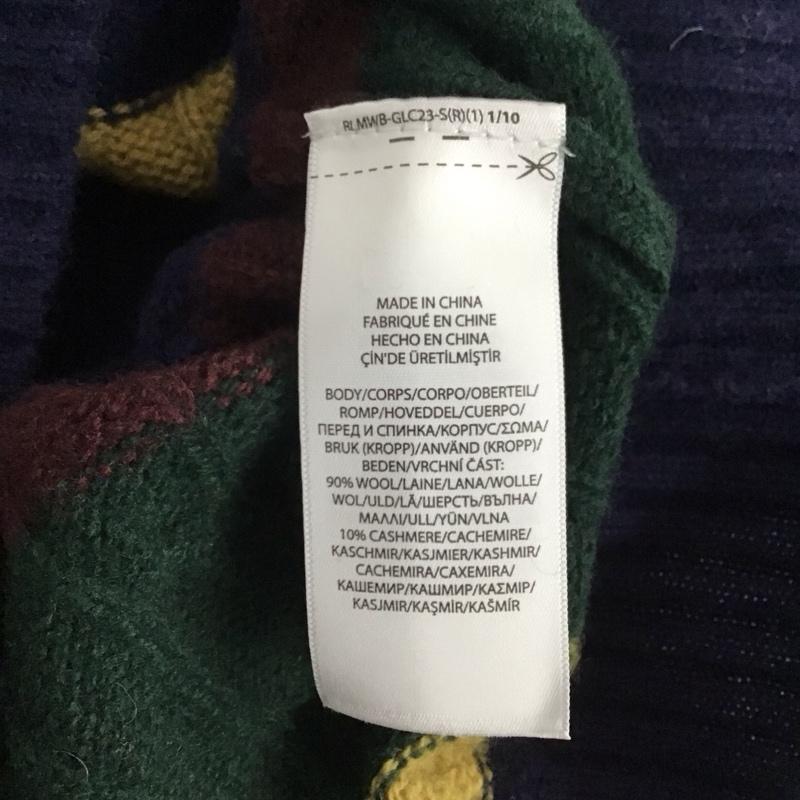 RLMWB-GLC23-S(R)(1) 1/10
MADE IN CHINA
FABRIQUÉ EN CHINE
HECHO EN CHINA
ÇİN'DE ÜRETİLMİŞTİR
BODY/CORPS/CORPO/OBERTEIL/
ROMP/HOVEDDEL/CUERPO/
ПЕРЕД И СПИНКА/КОРПУС/ΣΩΜΑ/
BRUK (KROPP)/ANVÄND (KROPP)/
BEDEN/VRCHNÍ ČÁST:
90% WOOL/LAINE/LANA/WOLLE/
WOL/ULD/LÃ/ШЕРСТЬ/ВЪЛНА/
ΜΑΛΛΙ/ULL/YÜN/VLNA
10% CASHMERE/CACHEMIRE/
KASCHMIR/KASJMIER/KASHMIR/
CACHEMIRA/CAXEMIRA/
КАШЕМИР/КАШМИР/ΚΑΣΜΙΡ/
KASJMIR/KAŞMİR/KAŠMÍR